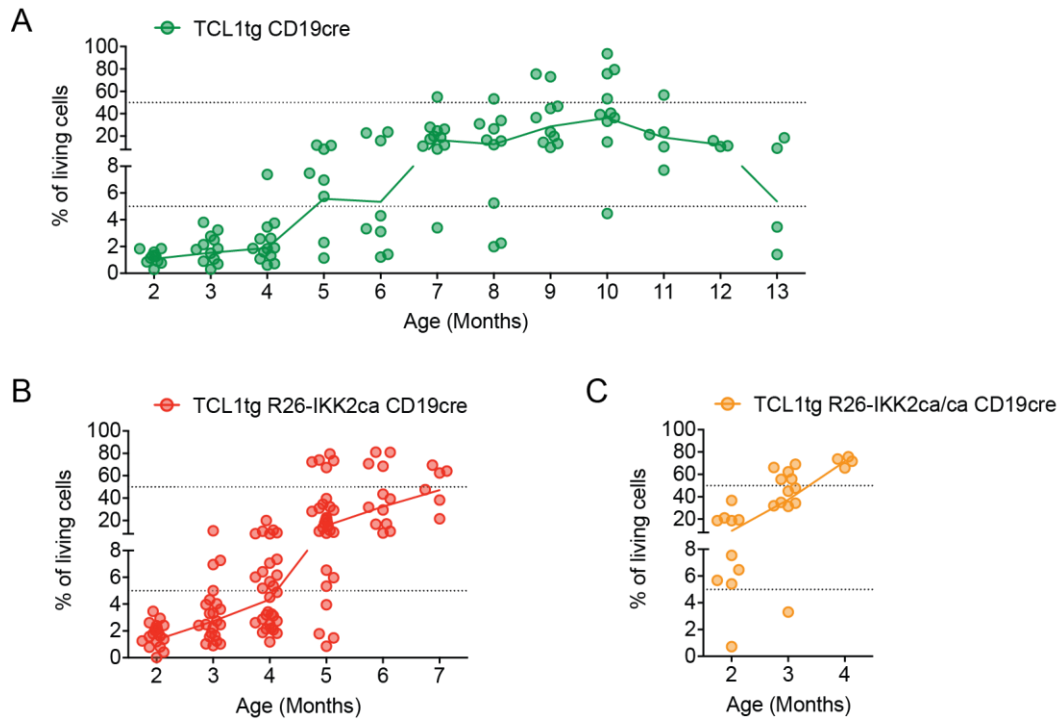 A
TCL1tg CD19cre
% of living cells
100
80
60
40
20
8
6
4
2
0
2 3 4 5 6 7 8 9 10 11 12 13
Age (Months)
B
TCL1tg R26-IKK2ca CD19cre
% of living cells
100
80
60
40
20
8
6
4
2
0
2 3 4 5 6 7
Age (Months)
C
TCL1tg R26-IKK2ca/ca CD19cre
% of living cells
100
80
60
40
20
8
6
4
2
0
2 3 4
Age (Months)